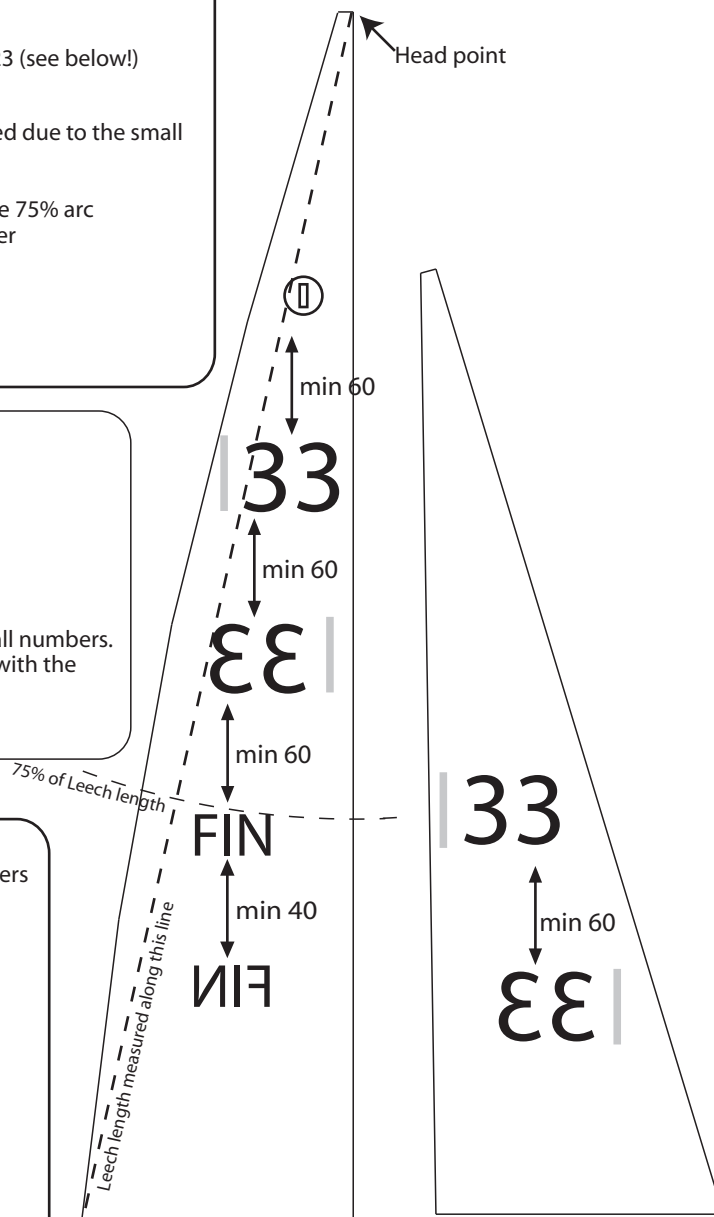 3 (see below!)
Head point
ed due to the small
e 75% arc
er
min 60
33
min 60
all numbers.
with the
33
min 60
75% of Leech length
33
FIN
ers
min 40
min 60
FIN
33
Leech length measured along this line